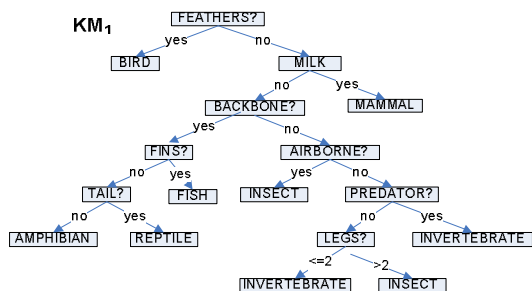 FEATHERS?
KM1
yes no
BIRD MILK
no yes
BACKBONE? MAMMAL
yes no
FINS? AIRBORNE?
no yes yes no
TAIL? FISH INSECT PREDATOR?
no yes no yes
AMPHIBIAN REPTILE LEGS? INVERTEBRATE
<=2 >2
INVERTEBRATE INSECT